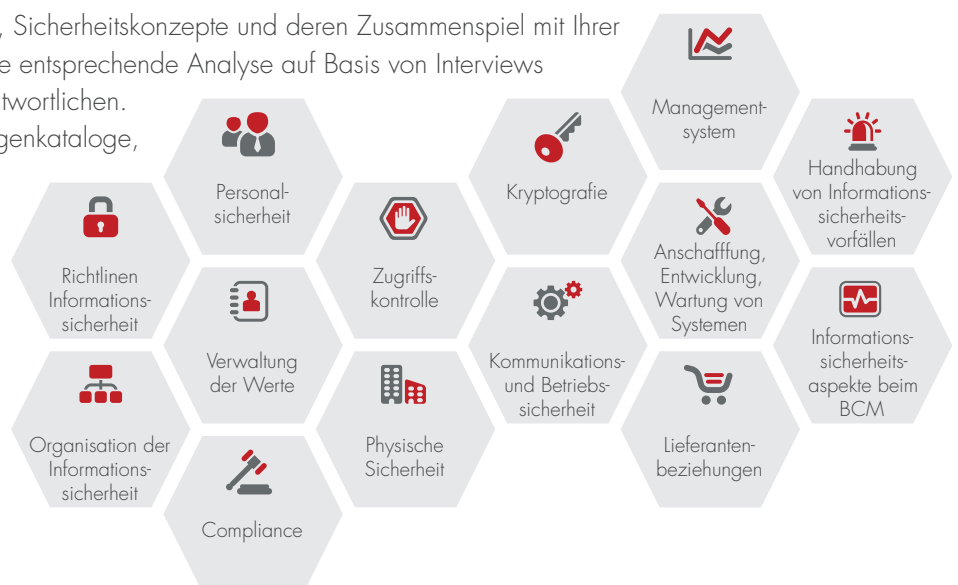 , Sicherheitskonzepte und deren Zusammenspiel mit Ihrer
e entsprechende Analyse auf Basis von Interviews
twortlichen.
genkataloge,
Management-
system
Personal-
sicherheit
Kryptografie
Handhabung
von Informations-
sicherheits-
vorfällen
Richtlinen
Informations-
sicherheit
Zugriffs-
kontrolle
Anschafffung,
Entwicklung,
Wartung von
Systemen
Verwaltung
der Werte
Kommunikations-
und Betriebs-
sicherheit
Informations-
sicherheits-
aspekte beim
BCM
Organisation der
Informations-
sicherheit
Physische
Sicherheit
Lieferanten-
beziehungen
Compliance